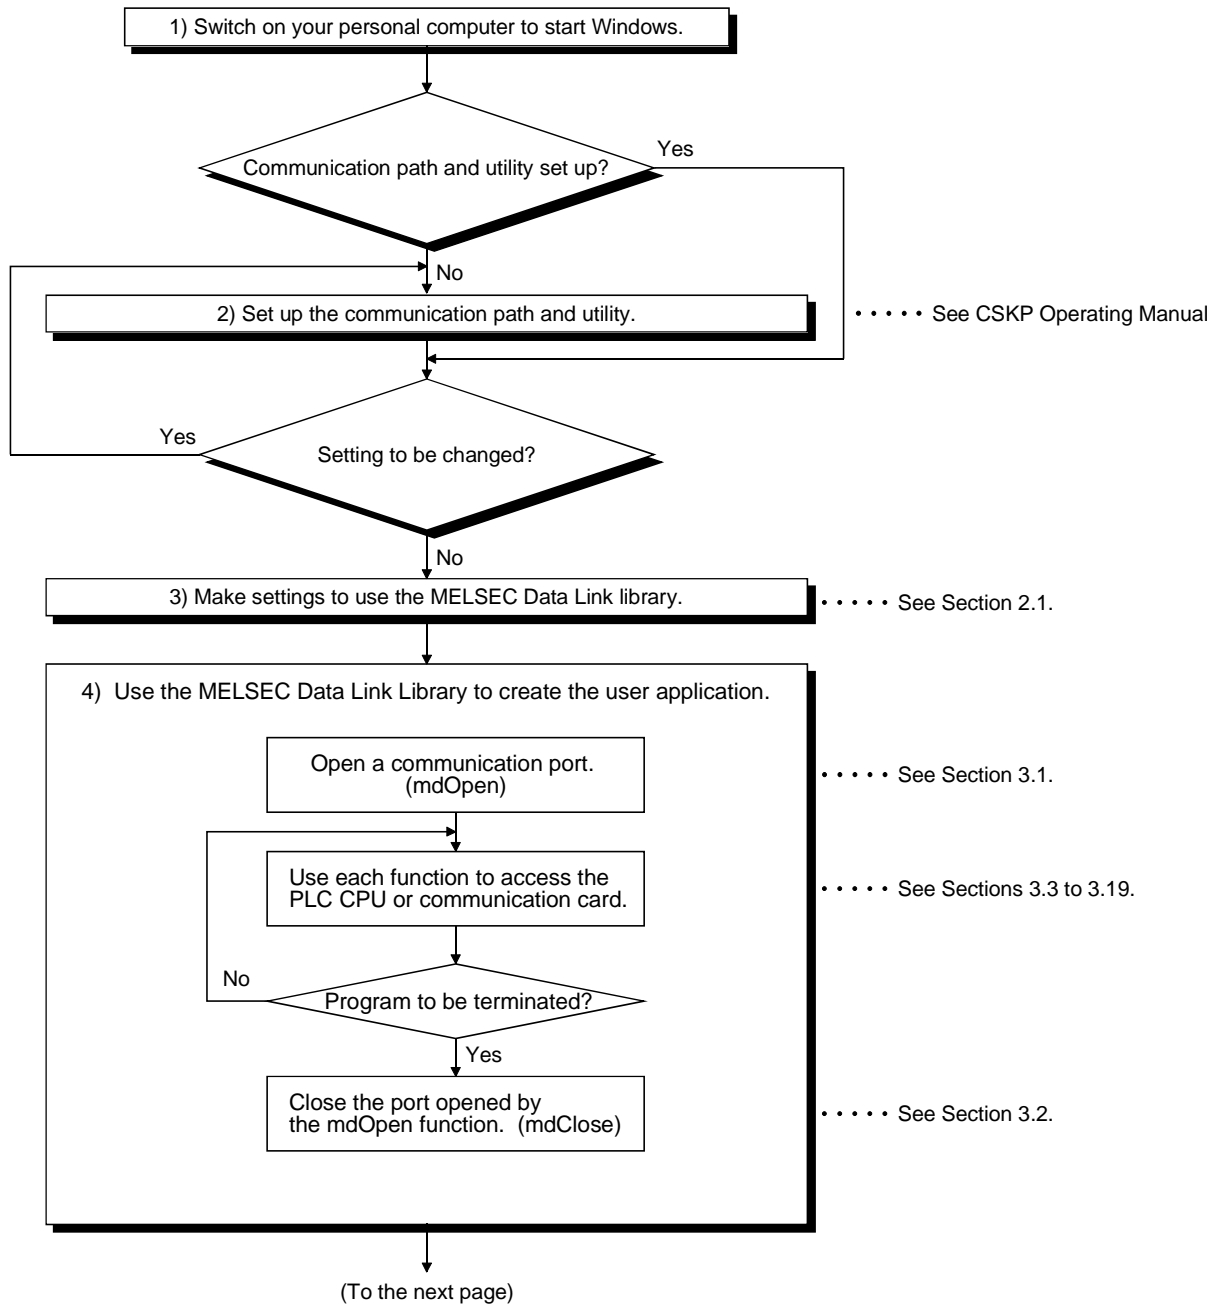 1) Switch on your personal computer to start Windows.
Communication path and utility set up?
Yes
No
2) Set up the communication path and utility.
See CSKP Operating Manual
Yes
Setting to be changed?
No
3) Make settings to use the MELSEC Data Link library.
See Section 2.1.
4) Use the MELSEC Data Link Library to create the user application.
Open a communication port.
(mdOpen)
See Section 3.1.
Use each function to access the
PLC CPU or communication card.
See Sections 3.3 to 3.19.
No
Program to be terminated?
Yes
Close the port opened by
the mdOpen function. (mdClose)
See Section 3.2.
(To the next page)